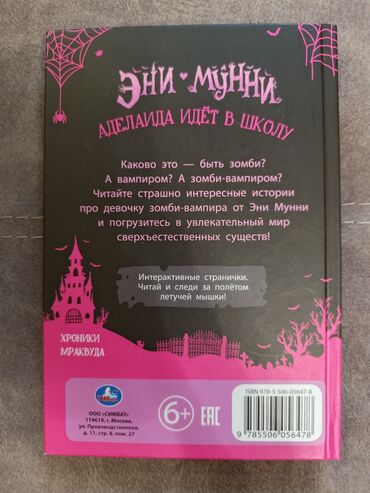 ЭНИ МУННИ
АДЕЛАИДА ИДЁТ В ШКОЛУ
Каково это — быть зомби?
А вампиром? А зомби-вампиром?
Читайте страшно интересные истории
про девочку зомби-вампира от Эни Мунни
и погрузитесь в увлекательный мир
сверхъестественных существ!
Интерактивные странички.
Читай и следи за полётом
летучей мышки!
ХРОНИКИ
МРАКВУДА
ООО «СИМБАТ»
119619, г. Москва,
ул. Производственная,
д. 11, стр. 8, пом. 27
6+
EAC
ISBN 978-5-506-05647-8
9 785506 056478